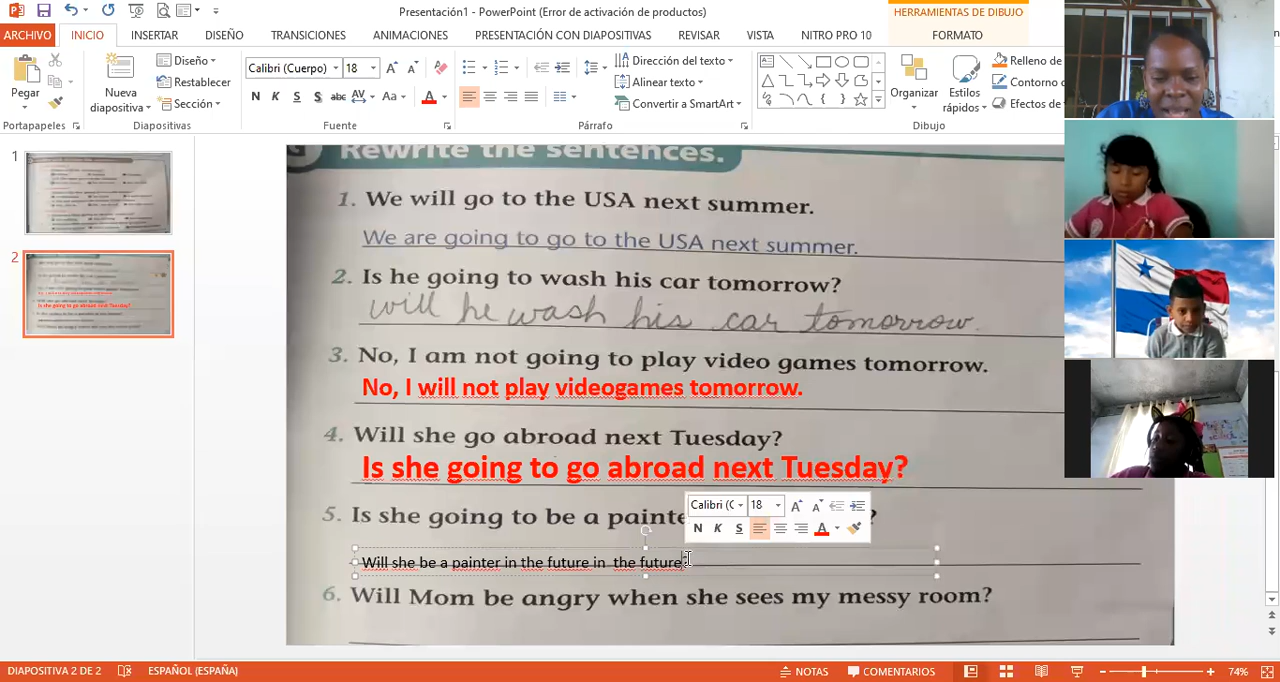 Presentación1 - PowerPoint (Error de activación de productos)
HERRAMIENTAS DE DIBUJO
ARCHIVO INICIO INSERTAR DISEÑO TRANSICIONES ANIMACIONES PRESENTACIÓN CON DIAPOSITIVAS REVISAR VISTA NITRO PRO 10 FORMATO
Pegar
Nueva diapositiva
Diseño
Restablecer
Sección
Calibri (Cuerpo) 18
N K S S abc AV Aa A
Dirección del texto
Alinear texto
Convertir a SmartArt
Organizar
Estilos rápidos
Relleno de
Contorno
Efectos de
Portapapeles Diapositivas Fuente Párrafo Dibujo
1
2
Rewrite the sentences.
1. We will go to the USA next summer.
We are going to go to the USA next summer.
2. Is he going to wash his car tomorrow?
will he wash his car tomorrow.
3. No, I am not going to play video games tomorrow.
No, I will not play videogames tomorrow.
4. Will she go abroad next Tuesday?
Is she going to go abroad next Tuesday?
Calibri (C 18
N K S A
5. Is she going to be a painte ?
Will she be a painter in the future in the future?
6. Will Mom be angry when she sees my messy room?
DIAPOSITIVA 2 DE 2 ESPAÑOL (ESPAÑA) NOTAS COMENTARIOS 74%